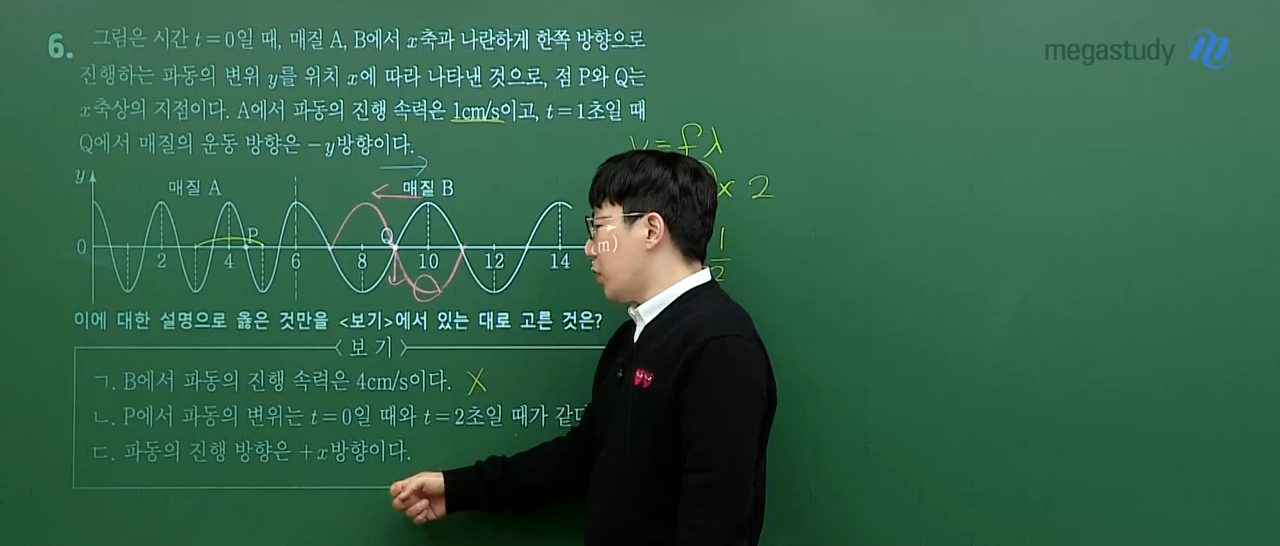 megastudy
6. 그림은 시간 t=0일 때, 매질 A, B에서 x축과 나란하게 한쪽 방향으로
진행하는 파동의 변위 y를 위치 x에 따라 나타낸 것으로, 점 P와 Q는
x축상의 지점이다. A에서 파동의 진행 속력은 1cm/s이고, t=1초일 때
Q에서 매질의 운동 방향은 -y방향이다.
v=fλ
× 2
1/2
y 매질 A 매질 B
P Q
0 2 4 6 8 10 12 14
cm)
이에 대한 설명으로 옳은 것만을 <보기>에서 있는 대로 고른 것은?
<보 기>
ㄱ. B에서 파동의 진행 속력은 4cm/s이다. X
ㄴ. P에서 파동의 변위는 t=0일 때와 t=2초일 때가
ㄷ. 파동의 진행 방향은 +x방향이다.